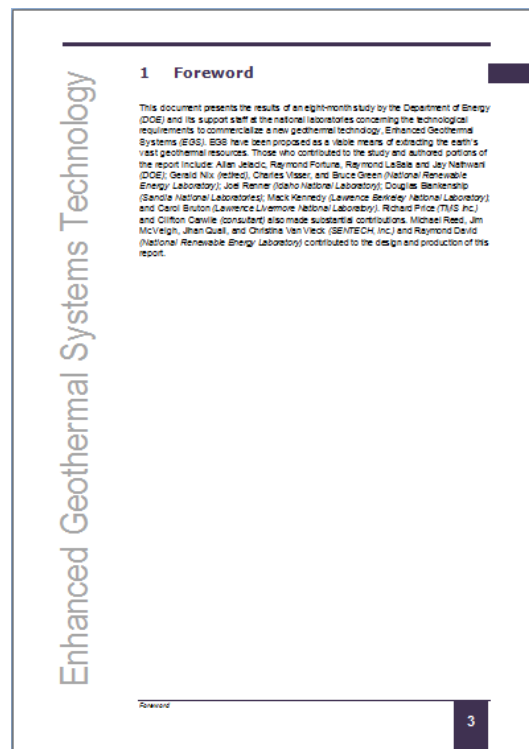 Enhanced Geothermal Systems Technology
1 Foreword
This document presents the results of an eight-month study by the Department of Energy
(DOE) and its support staff at the national laboratories concerning the technological
requirements to commercialize a new geothermal technology, Enhanced Geothermal
Systems (EGS). EGS have been proposed as a viable means of extracting the earth's
vast geothermal resources. Those who contributed to the study and authored portions of
the report include: Allan Jelacic, Raymond Fortuna, Raymond LaSala and Jay Nathwani
(DOE); Gerald Nix (retired), Charles Visser, and Bruce Green (National Renewable
Energy Laboratory); Joel Renner (Idaho National Laboratory); Douglas Blankenship
(Sandia National Laboratories); Mack Kennedy (Lawrence Berkeley National Laboratory);
and Carol Bruton (Lawrence Livermore National Laboratory). Richard Price (TMS Inc.)
and Clifton Carwile (consultant) also made substantial contributions. Michael Reed, Jim
McVeigh, Jihan Quail, and Christina Van Vleck (SENTECH, Inc.) and Raymond David
(National Renewable Energy Laboratory) contributed to the design and production of this
report.
Foreword
3